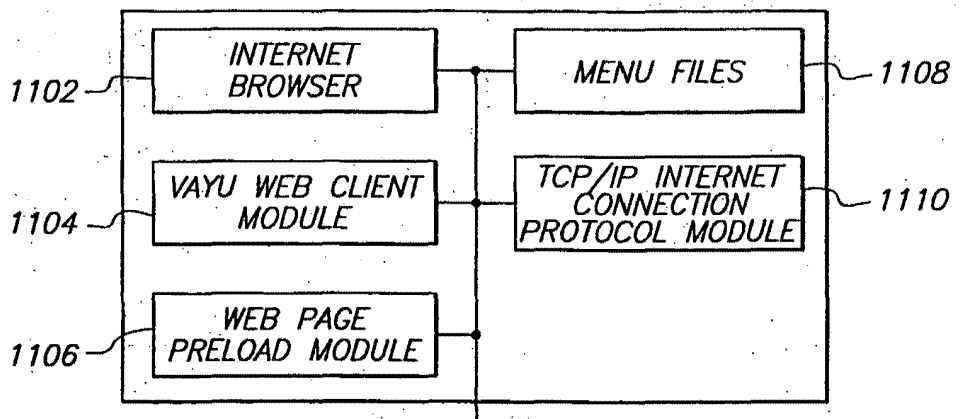 INTERNET
BROWSER
1102
MENU FILES
1108
VAYU WEB CLIENT
MODULE
1104
TCP/IP INTERNET
CONNECTION
PROTOCOL MODULE
1110
WEB PAGE
PRELOAD MODULE
1106